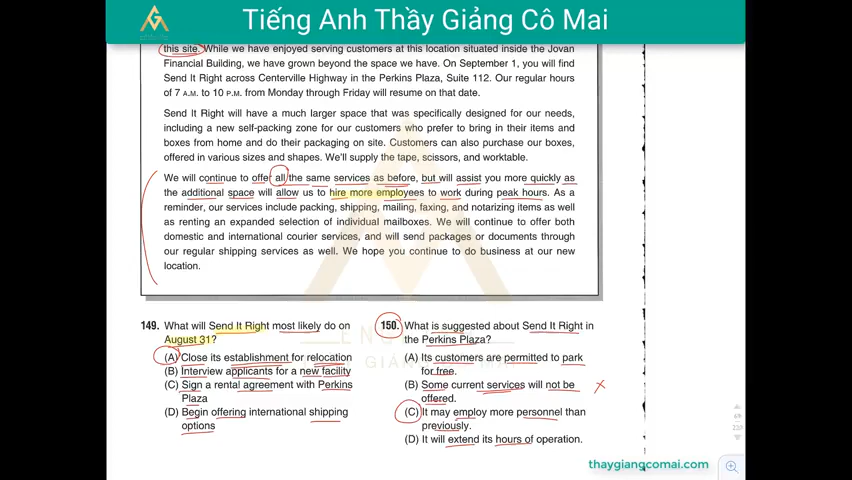 Tiếng Anh Thầy Giảng Cô Mai
this site. While we have enjoyed serving customers at this location situated inside the Jovan
Financial Building, we have grown beyond the space we have. On September 1, you will find
Send It Right across Centerville Highway in the Perkins Plaza, Suite 112. Our regular hours
of 7 A.M. to 10 P.M. from Monday through Friday will resume on that date.
Send It Right will have a much larger space that was specifically designed for our needs,
including a new self-packing zone for our customers who prefer to bring in their items and
boxes from home and do their packaging on site. Customers can also purchase our boxes,
offered in various sizes and shapes. We'll supply the tape, scissors, and worktable.
We will continue to offer all the same services as before, but will assist you more quickly as
the additional space will allow us to hire more employees to work during peak hours. As a
reminder, our services include packing, shipping, mailing, faxing, and notarizing items as well
as renting an expanded selection of individual mailboxes. We will continue to offer both
domestic and international courier services, and will send packages or documents through
our regular shipping services as well. We hope you continue to do business at our new
location.
149. What will Send It Right most likely do on
August 31?
(A) Close its establishment for relocation
(B) Interview applicants for a new facility
(C) Sign a rental agreement with Perkins
Plaza
(D) Begin offering international shipping
options
150. What is suggested about Send It Right in
the Perkins Plaza?
(A) Its customers are permitted to park
for free.
(B) Some current services will not be
offered.
(C) It may employ more personnel than
previously.
(D) It will extend its hours of operation.
thaygiangcomai.com